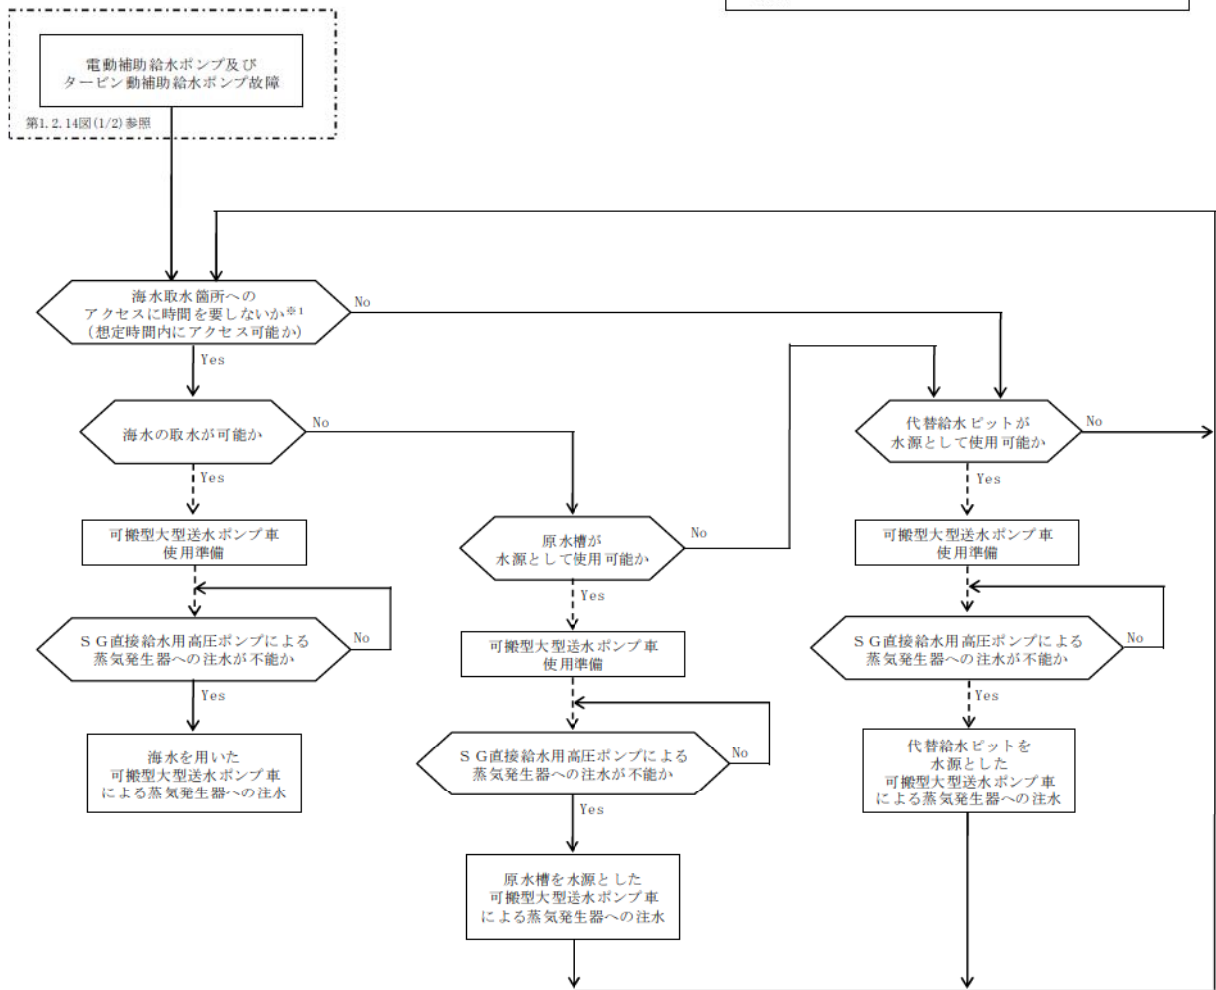 電動補助給水ポンプ及び
タービン動補助給水ポンプ故障
第1.2.14図(1/2)参照
海水取水箇所への
アクセスに時間を要しないか※1
（想定時間内にアクセス可能か）
No
Yes
海水の取水が可能か
No
Yes
代替給水ピットが
水源として使用可能か
No
Yes
可搬型大型送水ポンプ車
使用準備
原水槽が
水源として使用可能か
No
Yes
可搬型大型送水ポンプ車
使用準備
ＳＧ直接給水用高圧ポンプによる
蒸気発生器への注水が不能か
No
Yes
可搬型大型送水ポンプ車
使用準備
ＳＧ直接給水用高圧ポンプによる
蒸気発生器への注水が不能か
No
Yes
海水を用いた
可搬型大型送水ポンプ車
による蒸気発生器への注水
ＳＧ直接給水用高圧ポンプによる
蒸気発生器への注水が不能か
No
Yes
代替給水ピットを
水源とした
可搬型大型送水ポンプ車
による蒸気発生器への注水
原水槽を水源とした
可搬型大型送水ポンプ車
による蒸気発生器への注水